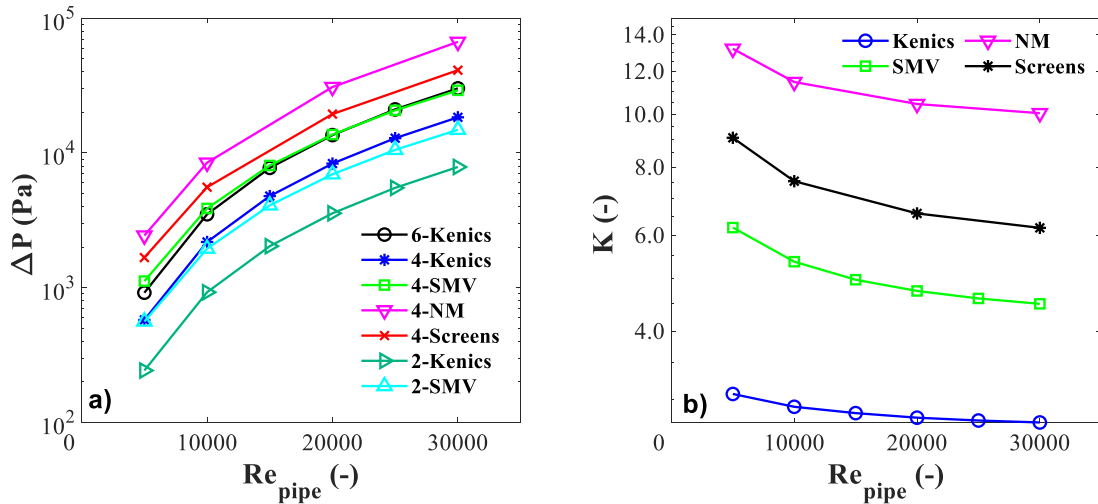 10^5
10^4
10^3
10^2
ΔP (Pa)
6-Kenics
4-Kenics
4-SMV
4-NM
4-Screens
2-Kenics
2-SMV
a)
0 10000 20000 30000
Re_pipe (-)
14.0
12.0
10.0
8.0
6.0
4.0
K (-)
Kenics NM
SMV Screens
b)
0 10000 20000 30000
Re_pipe (-)